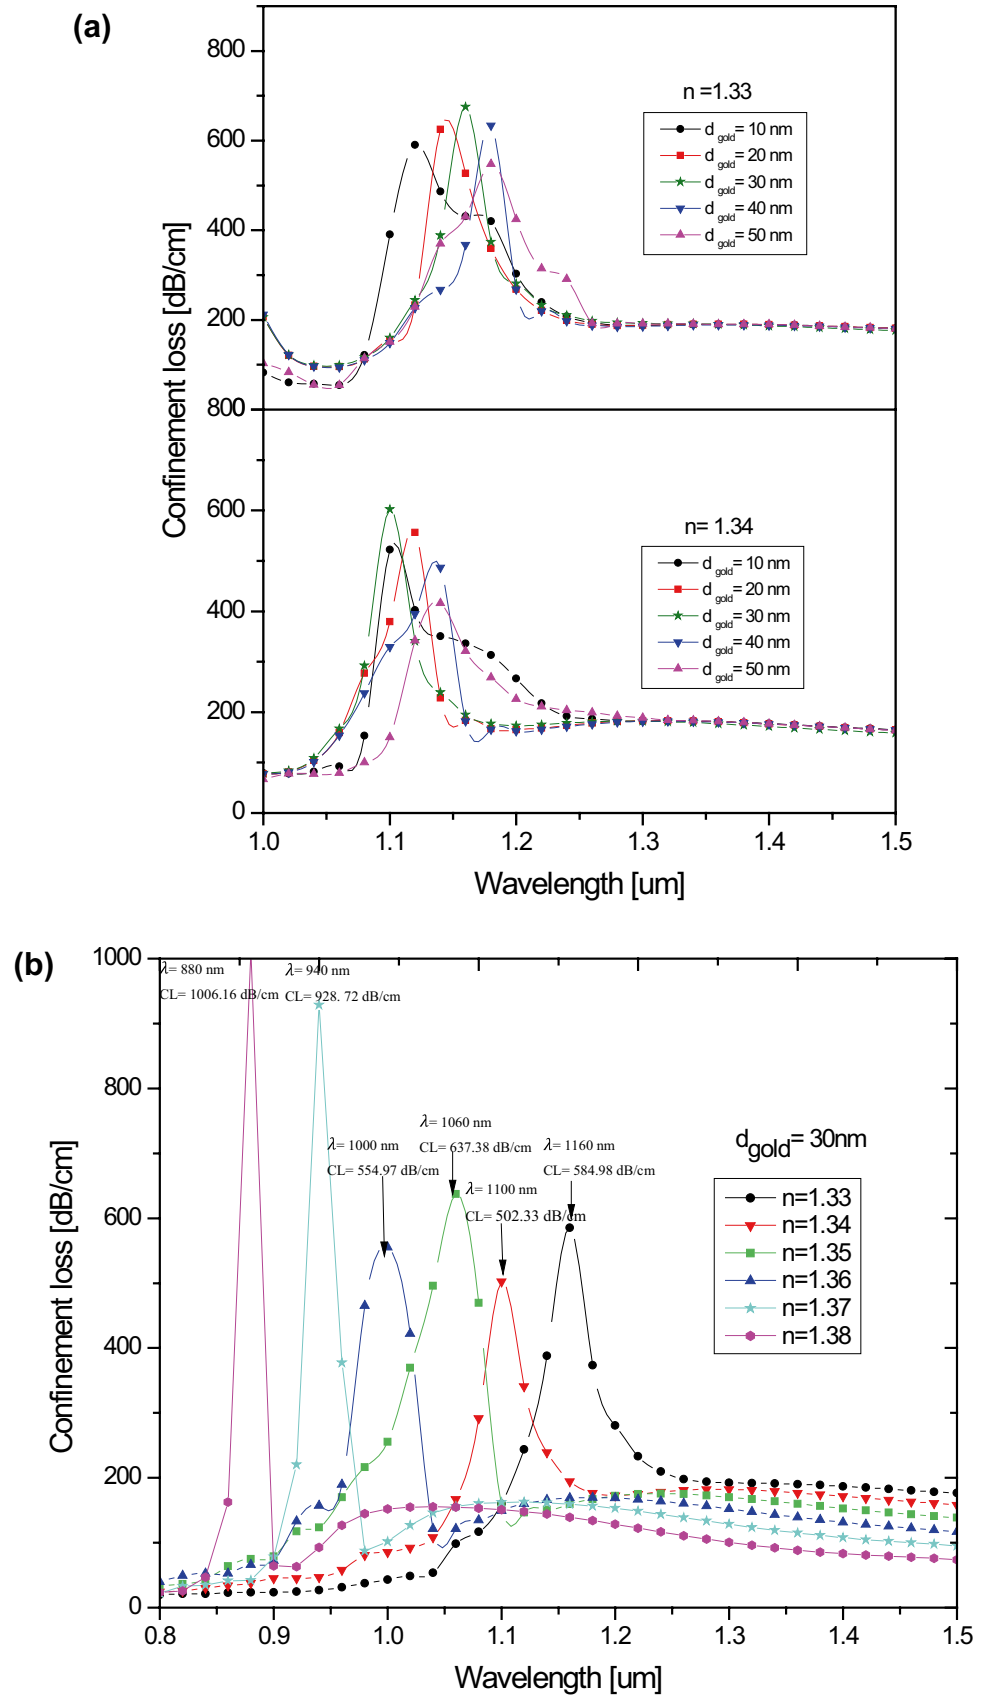 (a)
Confinement loss [dB/cm]
800
600
400
200
800
600
400
200
0
n =1.33
d gold= 10 nm
d gold= 20 nm
d gold= 30 nm
d gold= 40 nm
d gold= 50 nm
n= 1.34
d gold= 10 nm
d gold= 20 nm
d gold= 30 nm
d gold= 40 nm
d gold= 50 nm
1.0 1.1 1.2 1.3 1.4 1.5
Wavelength [um]
(b)
Confinement loss [dB/cm]
1000
800
600
400
200
0
λ= 880 nm
CL= 1006.16 dB/cm
λ= 940 nm
CL= 928. 72 dB/cm
λ= 1000 nm
CL= 554.97 dB/cm
λ= 1060 nm
CL= 637.38 dB/cm
λ= 1100 nm
CL= 502.33 dB/cm
λ= 1160 nm
CL= 584.98 dB/cm
dgold= 30nm
n=1.33
n=1.34
n=1.35
n=1.36
n=1.37
n=1.38
0.8 0.9 1.0 1.1 1.2 1.3 1.4 1.5
Wavelength [um]